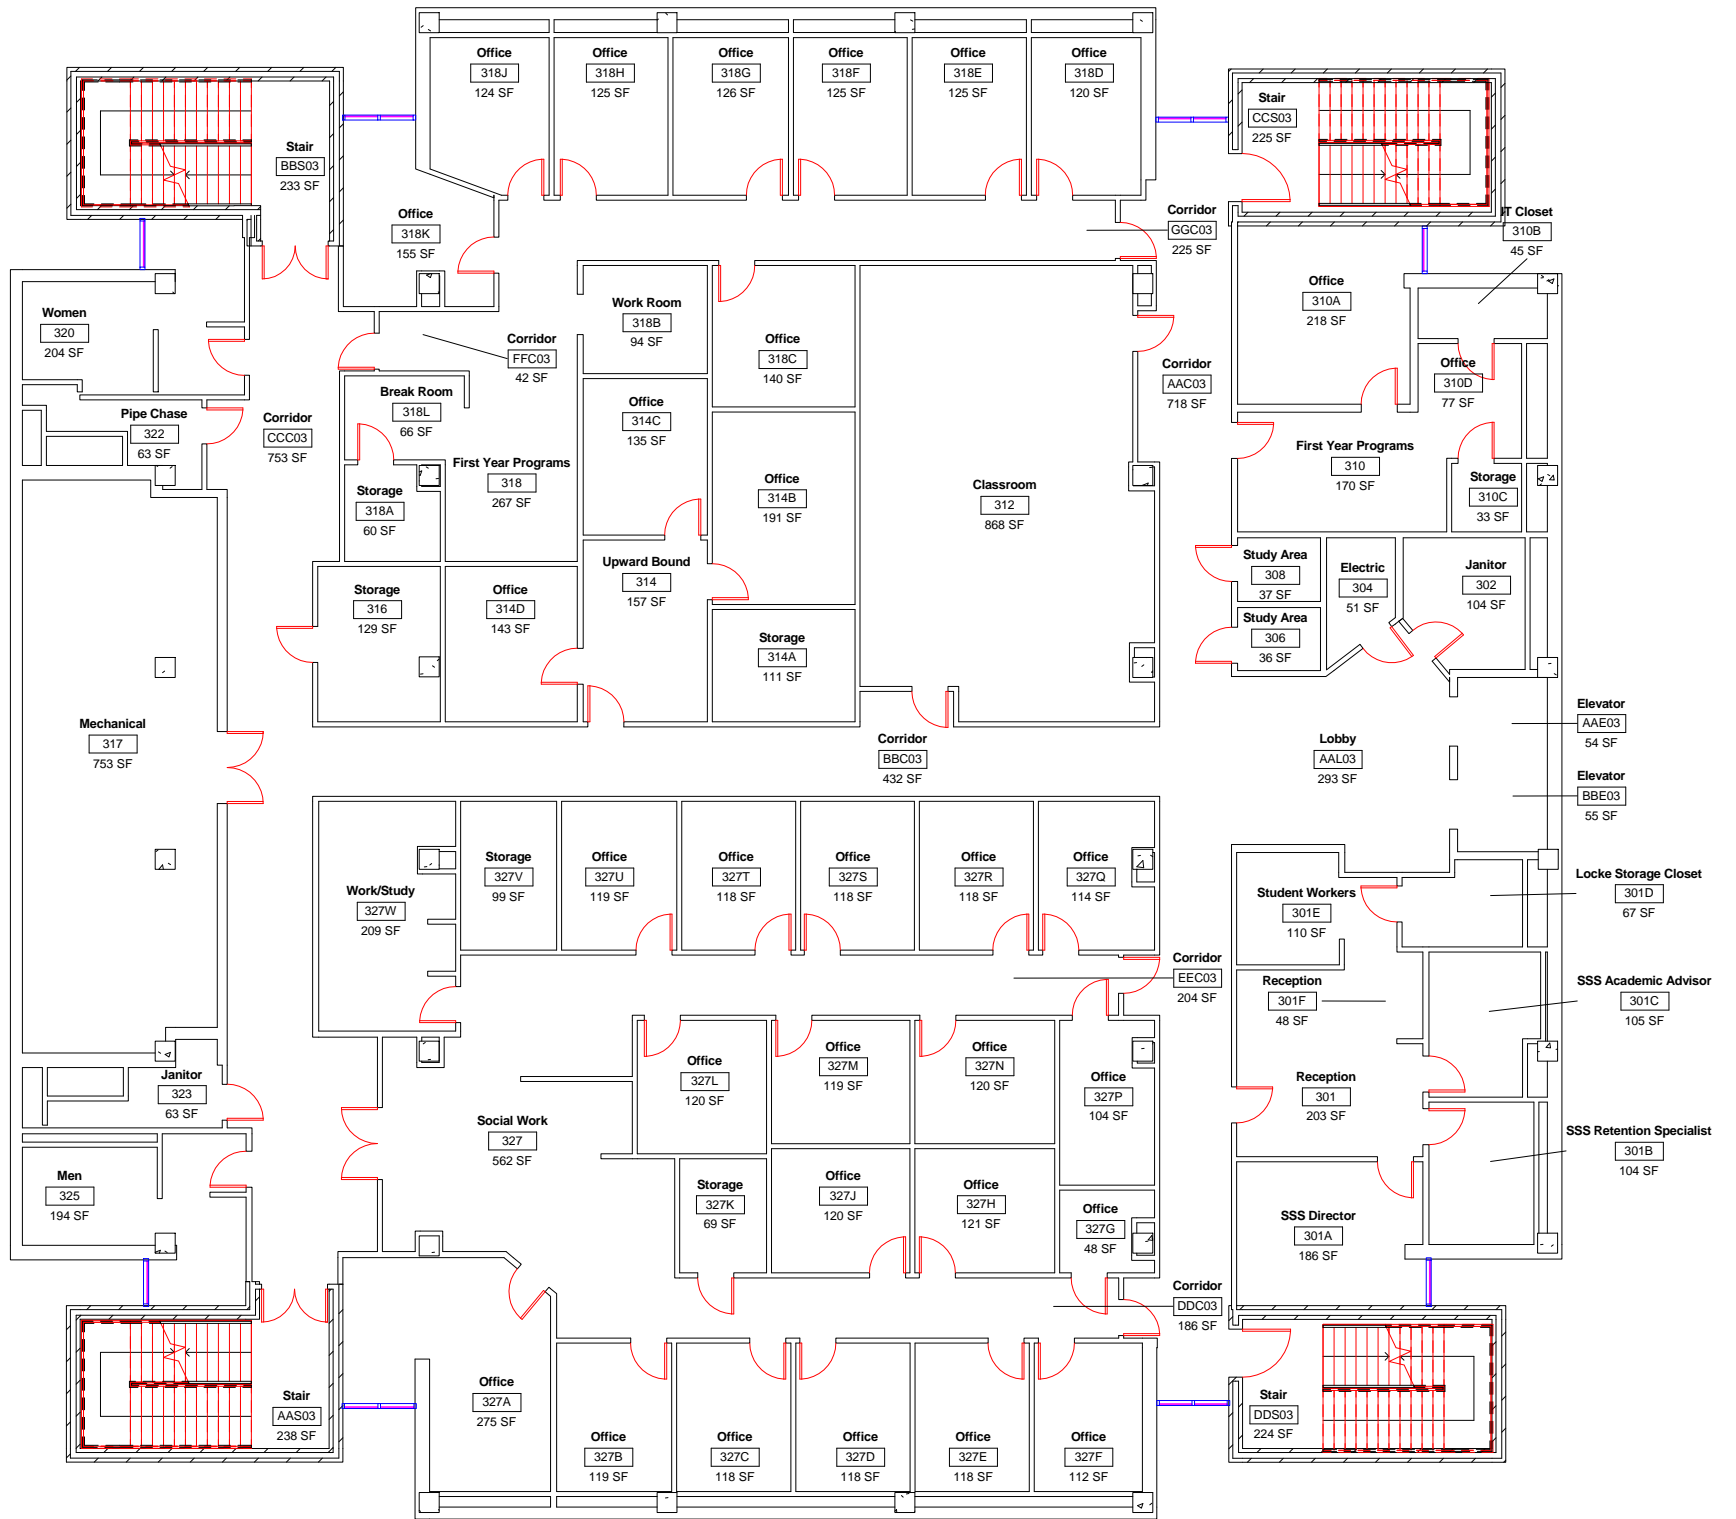 Office
318J
124 SF
Office
318H
125 SF
Office
318G
126 SF
Office
318F
125 SF
Office
318E
125 SF
Office
318D
120 SF
Stair
CCS03
225 SF
Stair
BBS03
233 SF
Office
318K
155 SF
Corridor
GGC03
225 SF
IT Closet
310B
45 SF
Women
320
204 SF
Work Room
318B
94 SF
Office
310A
218 SF
Corridor
FFC03
42 SF
Office
318C
140 SF
Corridor
AAC03
718 SF
Office
310D
77 SF
Break Room
318L
66 SF
Office
314C
135 SF
Pipe Chase
322
63 SF
Corridor
CCC03
753 SF
First Year Programs
318
267 SF
Office
314B
191 SF
Classroom
312
868 SF
First Year Programs
310
170 SF
Storage
310C
33 SF
Storage
318A
60 SF
Upward Bound
314
157 SF
Study Area
308
37 SF
Electric
304
51 SF
Janitor
302
104 SF
Storage
316
129 SF
Office
314D
143 SF
Storage
314A
111 SF
Study Area
306
36 SF
Mechanical
317
753 SF
Corridor
BBC03
432 SF
Lobby
AAL03
293 SF
Elevator
AAE03
54 SF
Elevator
BBE03
55 SF
Work/Study
327W
209 SF
Storage
327V
99 SF
Office
327U
119 SF
Office
327T
118 SF
Office
327S
118 SF
Office
327R
118 SF
Office
327Q
114 SF
Student Workers
301E
110 SF
Locke Storage Closet
301D
67 SF
Corridor
EEC03
204 SF
Reception
301F
48 SF
SSS Academic Advisor
301C
105 SF
Janitor
323
63 SF
Office
327L
120 SF
Office
327M
119 SF
Office
327N
120 SF
Office
327P
104 SF
Reception
301
203 SF
Social Work
327
562 SF
SSS Retention Specialist
301B
104 SF
Men
325
194 SF
Storage
327K
69 SF
Office
327J
120 SF
Office
327H
121 SF
Office
327G
48 SF
SSS Director
301A
186 SF
Corridor
DDC03
186 SF
Stair
AAS03
238 SF
Office
327A
275 SF
Stair
DDS03
224 SF
Office
327B
119 SF
Office
327C
118 SF
Office
327D
118 SF
Office
327E
118 SF
Office
327F
112 SF